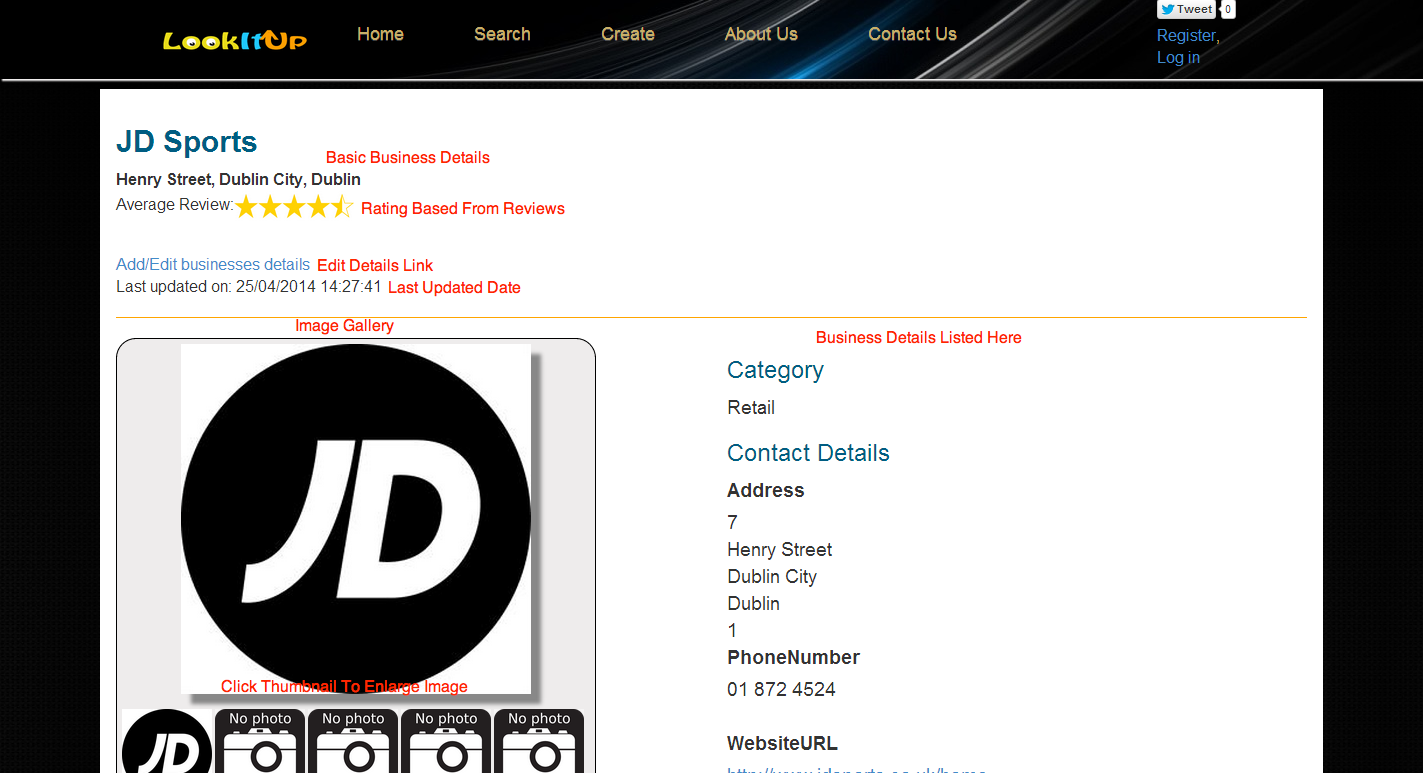 LookItUp
Home Search Create About Us Contact Us
Tweet 0
Register,
Log in
JD Sports
Basic Business Details
Henry Street, Dublin City, Dublin
Average Review: Rating Based From Reviews
Add/Edit businesses details Edit Details Link
Last updated on: 25/04/2014 14:27:41 Last Updated Date
Image Gallery
JD
Click Thumbnail To Enlarge Image
JD
No photo
No photo
No photo
No photo
Business Details Listed Here
Category
Retail
Contact Details
Address
7
Henry Street
Dublin City
Dublin
1
PhoneNumber
01 872 4524
WebsiteURL